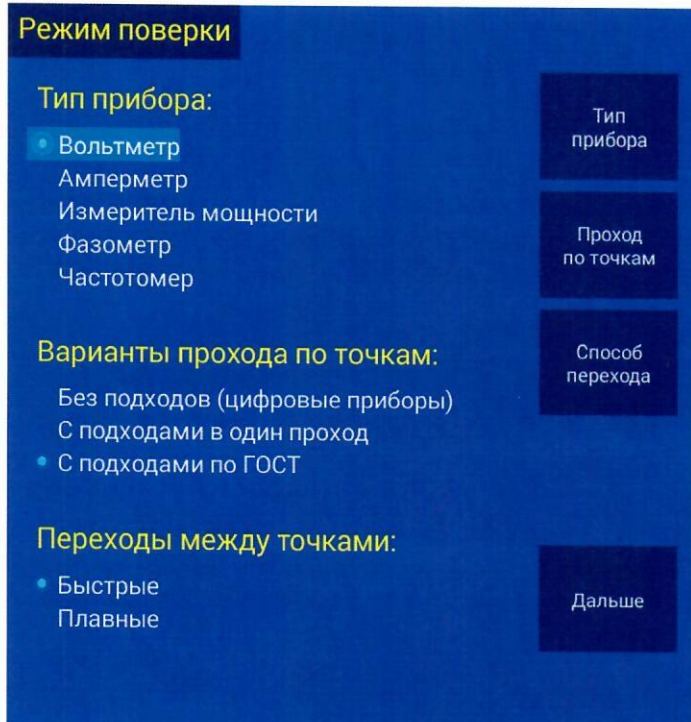 Режим поверки
Тип прибора:
Вольтметр
Амперметр
Измеритель мощности
Фазометр
Частотомер
Варианты прохода по точкам:
Без подходов (цифровые приборы)
С подходами в один проход
С подходами по ГОСТ
Переходы между точками:
Быстрые
Плавные
Тип
прибора
Проход
по точкам
Способ
перехода
Дальше